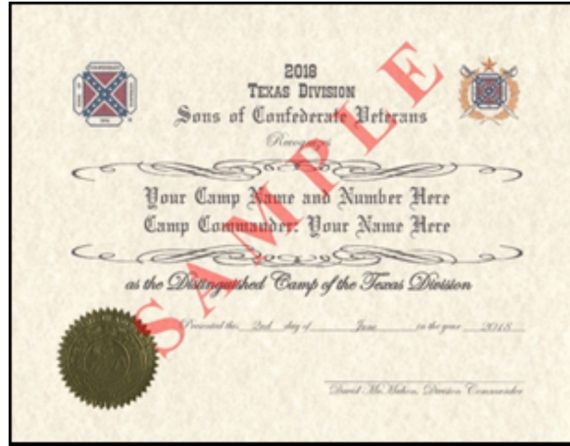 2018
Texas Division
Sons of Confederate Veterans
Recognizes
Your Camp Name and Number Here
Camp Commander: Your Name Here
as the Distinguished Camp of the Texas Division
Presented this 2nd day of June in the year 2018
David McMahon, Division Commander
SAMPLE